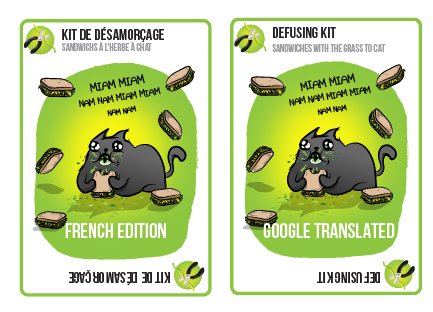 KIT DE DÉSAMORÇAGE
SANDWICHS À L'HERBE À CHAT
MIAM MIAM
NAM NAM MIAM MIAM
NAM NAM
FRENCH EDITION
KIT DE DÉSAMORÇAGE
DEFUSING KIT
SANDWICHES WITH THE GRASS TO CAT
MIAM MIAM
NAM NAM MIAM MIAM
NAM NAM
GOOGLE TRANSLATED
DEFUSING KIT